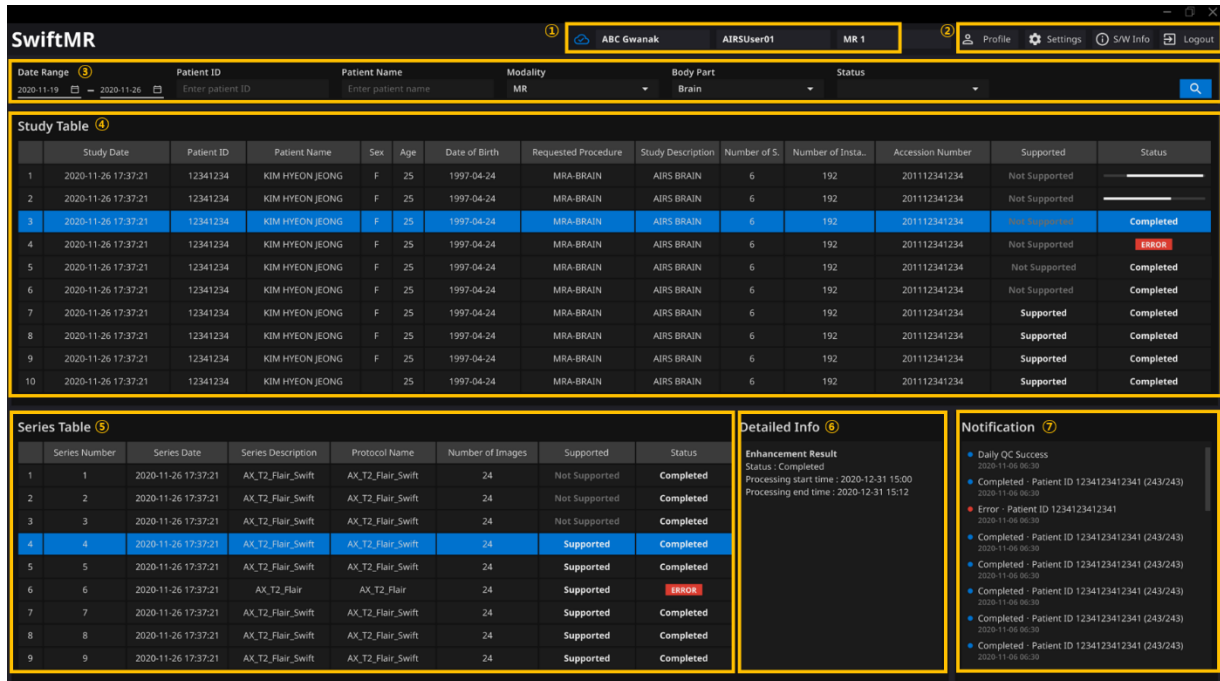 SwiftMR
① ABC Gwanak AIRSUser01 MR 1
② Profile Settings S/W Info Logout
Date Range ③ Patient ID Patient Name Modality Body Part Status
2020-11-19 – 2020-11-26 Enter patient ID Enter patient name MR Brain
Study Table ④
Study Date Patient ID Patient Name Sex Age Date of Birth Requested Procedure Study Description Number of S. Number of Insta.. Accession Number Supported Status
1 2020-11-26 17:37:21 12341234 KIM HYEON JEONG F 25 1997-04-24 MRA-BRAIN AIRS BRAIN 6 192 201112341234 Not Supported
2 2020-11-26 17:37:21 12341234 KIM HYEON JEONG F 25 1997-04-24 MRA-BRAIN AIRS BRAIN 6 192 201112341234 Not Supported
3 2020-11-26 17:37:21 12341234 KIM HYEON JEONG F 25 1997-04-24 MRA-BRAIN AIRS BRAIN 6 192 201112341234 Not Supported Completed
4 2020-11-26 17:37:21 12341234 KIM HYEON JEONG F 25 1997-04-24 MRA-BRAIN AIRS BRAIN 6 192 201112341234 Not Supported ERROR
5 2020-11-26 17:37:21 12341234 KIM HYEON JEONG F 25 1997-04-24 MRA-BRAIN AIRS BRAIN 6 192 201112341234 Not Supported Completed
6 2020-11-26 17:37:21 12341234 KIM HYEON JEONG F 25 1997-04-24 MRA-BRAIN AIRS BRAIN 6 192 201112341234 Not Supported Completed
7 2020-11-26 17:37:21 12341234 KIM HYEON JEONG F 25 1997-04-24 MRA-BRAIN AIRS BRAIN 6 192 201112341234 Supported Completed
8 2020-11-26 17:37:21 12341234 KIM HYEON JEONG F 25 1997-04-24 MRA-BRAIN AIRS BRAIN 6 192 201112341234 Supported Completed
9 2020-11-26 17:37:21 12341234 KIM HYEON JEONG F 25 1997-04-24 MRA-BRAIN AIRS BRAIN 6 192 201112341234 Supported Completed
10 2020-11-26 17:37:21 12341234 KIM HYEON JEONG 25 1997-04-24 MRA-BRAIN AIRS BRAIN 6 192 201112341234 Supported Completed
Series Table ⑤
Series Number Series Date Series Description Protocol Name Number of Images Supported Status
1 1 2020-11-26 17:37:21 AX_T2_Flair_Swift AX_T2_Flair_Swift 24 Not Supported Completed
2 2 2020-11-26 17:37:21 AX_T2_Flair_Swift AX_T2_Flair_Swift 24 Not Supported Completed
3 3 2020-11-26 17:37:21 AX_T2_Flair_Swift AX_T2_Flair_Swift 24 Not Supported Completed
4 4 2020-11-26 17:37:21 AX_T2_Flair_Swift AX_T2_Flair_Swift 24 Supported Completed
5 5 2020-11-26 17:37:21 AX_T2_Flair_Swift AX_T2_Flair_Swift 24 Supported Completed
6 6 2020-11-26 17:37:21 AX_T2_Flair AX_T2_Flair 24 Supported ERROR
7 7 2020-11-26 17:37:21 AX_T2_Flair_Swift AX_T2_Flair_Swift 24 Supported Completed
8 8 2020-11-26 17:37:21 AX_T2_Flair_Swift AX_T2_Flair_Swift 24 Supported Completed
9 9 2020-11-26 17:37:21 AX_T2_Flair_Swift AX_T2_Flair_Swift 24 Supported Completed
Detailed Info ⑥
Enhancement Result
Status : Completed
Processing start time : 2020-12-31 15:00
Processing end time : 2020-12-31 15:12
Notification ⑦
Daily QC Success
2020-11-06 06:30
Completed · Patient ID 1234123412341 (243/243)
2020-11-06 06:30
Error · Patient ID 1234123412341
2020-11-06 06:30
Completed · Patient ID 1234123412341 (243/243)
2020-11-06 06:30
Completed · Patient ID 1234123412341 (243/243)
2020-11-06 06:30
Completed · Patient ID 1234123412341 (243/243)
2020-11-06 06:30
Completed · Patient ID 1234123412341 (243/243)
2020-11-06 06:30
Completed · Patient ID 1234123412341 (243/243)
2020-11-06 06:30